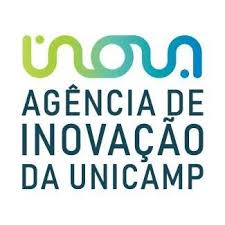 inova
AGÊNCIA DE
INOVAÇÃO
DA UNICAMP